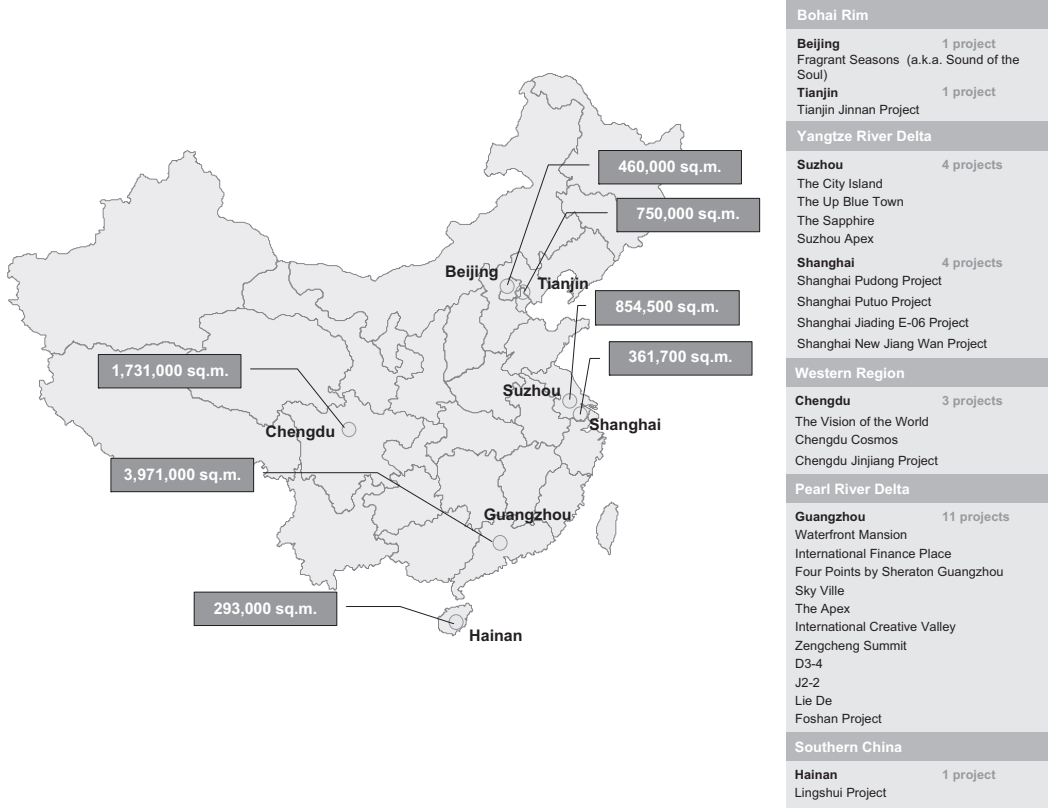 460,000 sq.m.
750,000 sq.m.
Beijing
Tianjin
854,500 sq.m.
361,700 sq.m.
1,731,000 sq.m.
Suzhou
Shanghai
Chengdu
3,971,000 sq.m.
Guangzhou
293,000 sq.m.
Hainan
Bohai Rim
Beijing 1 project
Fragrant Seasons (a.k.a. Sound of the
Soul)
Tianjin 1 project
Tianjin Jinnan Project
Yangtze River Delta
Suzhou 4 projects
The City Island
The Up Blue Town
The Sapphire
Suzhou Apex
Shanghai 4 projects
Shanghai Pudong Project
Shanghai Putuo Project
Shanghai Jiading E-06 Project
Shanghai New Jiang Wan Project
Western Region
Chengdu 3 projects
The Vision of the World
Chengdu Cosmos
Chengdu Jinjiang Project
Pearl River Delta
Guangzhou 11 projects
Waterfront Mansion
International Finance Place
Four Points by Sheraton Guangzhou
Sky Ville
The Apex
International Creative Valley
Zengcheng Summit
D3-4
J2-2
Lie De
Foshan Project
Southern China
Hainan 1 project
Lingshui Project